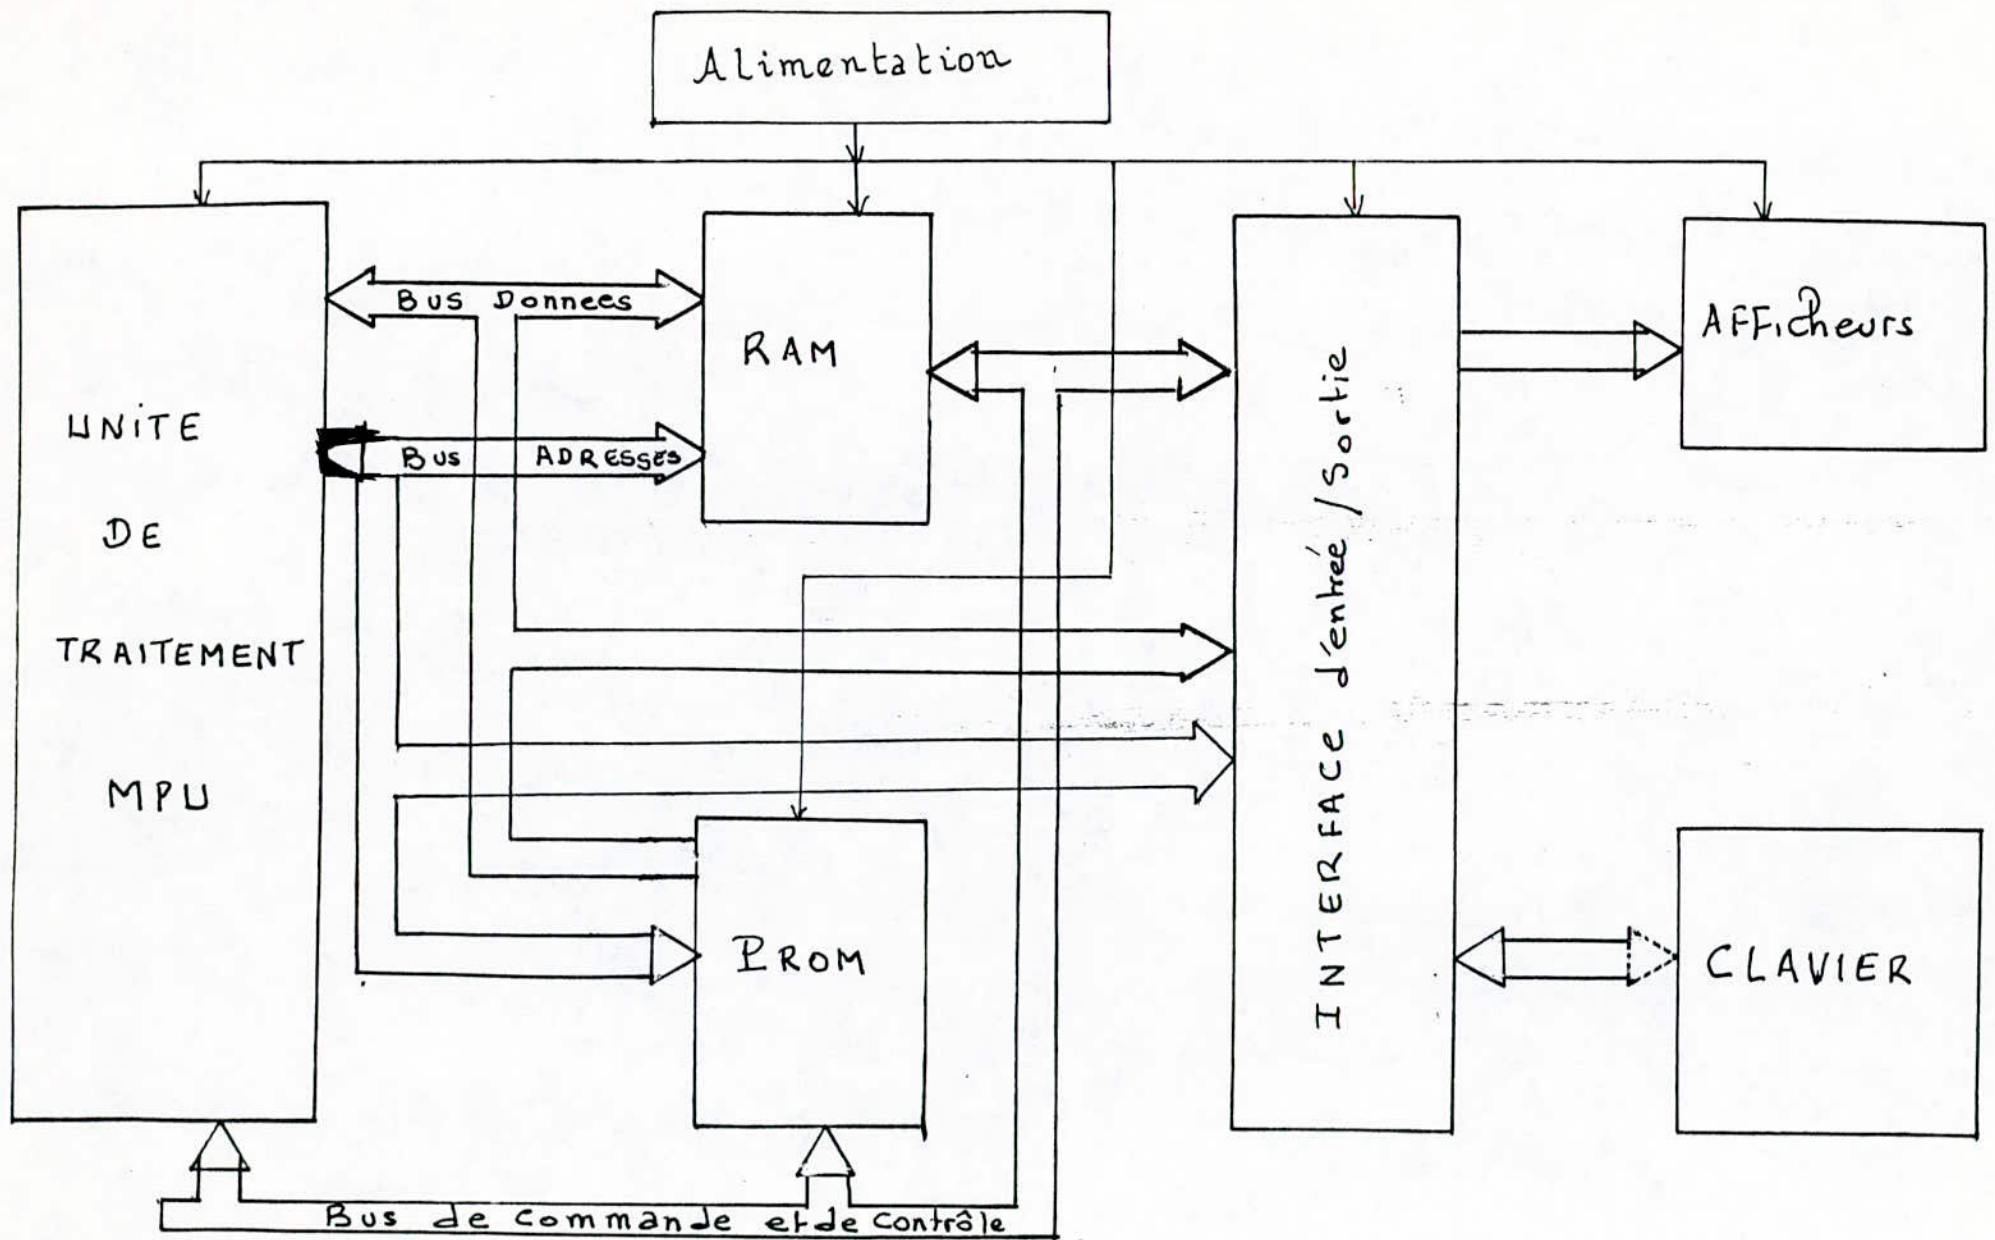 Alimentation
UNITE
DE
TRAITEMENT
MPU
Bus Donnees
Bus ADRESSES
RAM
PROM
INTERFACE d'entrée/Sortie
AFFicheurs
CLAVIER
Bus de commande et de contrôle